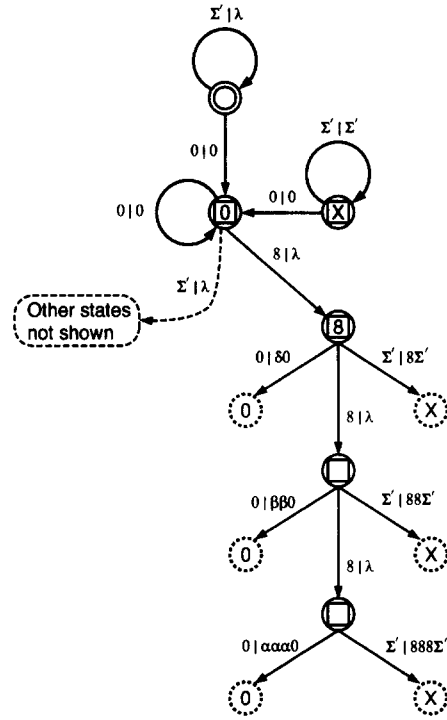 Σ′ | λ
0 | 0
Σ′ | Σ′
0 | 0
0 | 0
0
X
8 | λ
Σ′ | λ
Other states
not shown
8
0 | δ0
Σ′ | 8Σ′
0
X
8 | λ
0 | ββ0
Σ′ | 88Σ′
0
X
8 | λ
0 | ααα0
Σ′ | 888Σ′
0
X